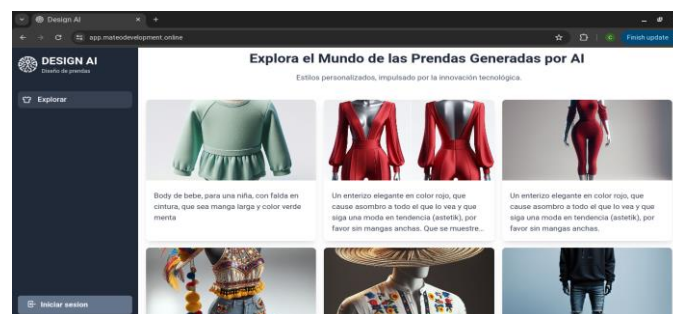 Design AI
app.mateodevelopment.online
Finish update
DESIGN AI
Diseño de prendas
Explorar
Iniciar sesion
Explora el Mundo de las Prendas Generadas por AI
Estilos personalizados, impulsado por la innovación tecnológica.
Body de bebe, para una niña, con falda en
cintura, que sea manga larga y color verde
menta
Un enterizo elegante en color rojo, que
cause asombro a todo el que lo vea y que
siga una moda en tendencia (astetik), por
favor sin mangas anchas. Que se muestre...
Un enterizo elegante en color rojo, que
cause asombro a todo el que lo vea y que
siga una moda en tendencia (astetik), por
favor sin mangas anchas.